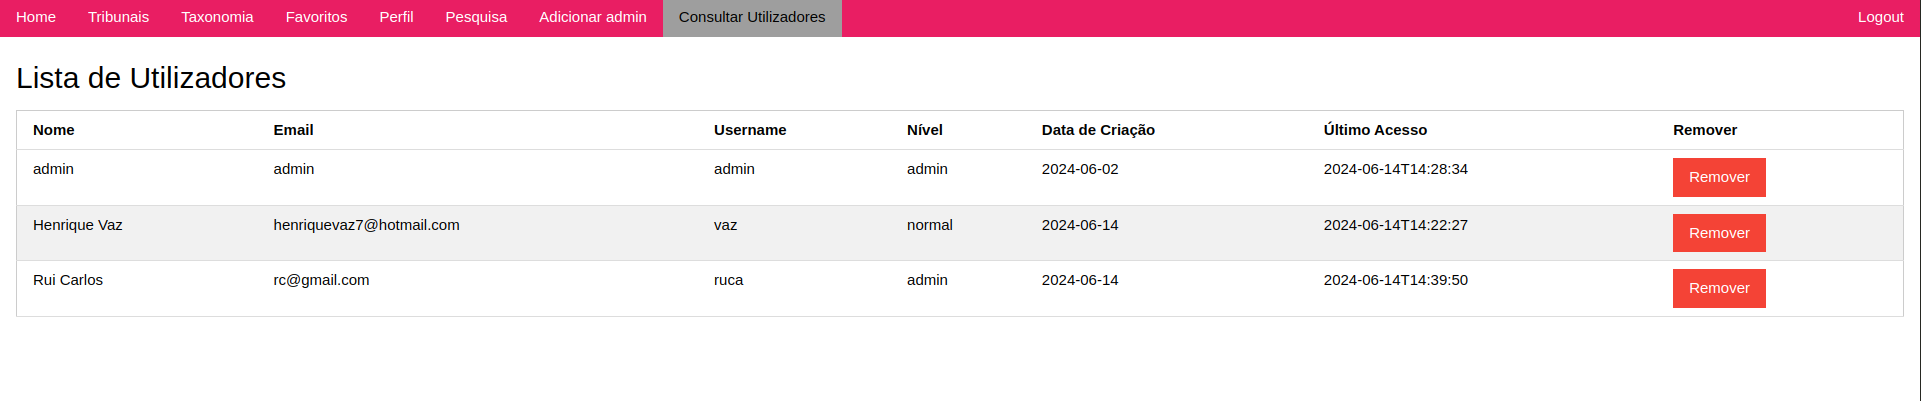 Home Tribunais Taxonomia Favoritos Perfil Pesquisa Adicionar admin Consultar Utilizadores Logout
Lista de Utilizadores
Nome Email Username Nível Data de Criação Último Acesso Remover
admin admin admin admin 2024-06-02 2024-06-14T14:28:34 Remover
Henrique Vaz henriquevaz7@hotmail.com vaz normal 2024-06-14 2024-06-14T14:22:27 Remover
Rui Carlos rc@gmail.com ruca admin 2024-06-14 2024-06-14T14:39:50 Remover